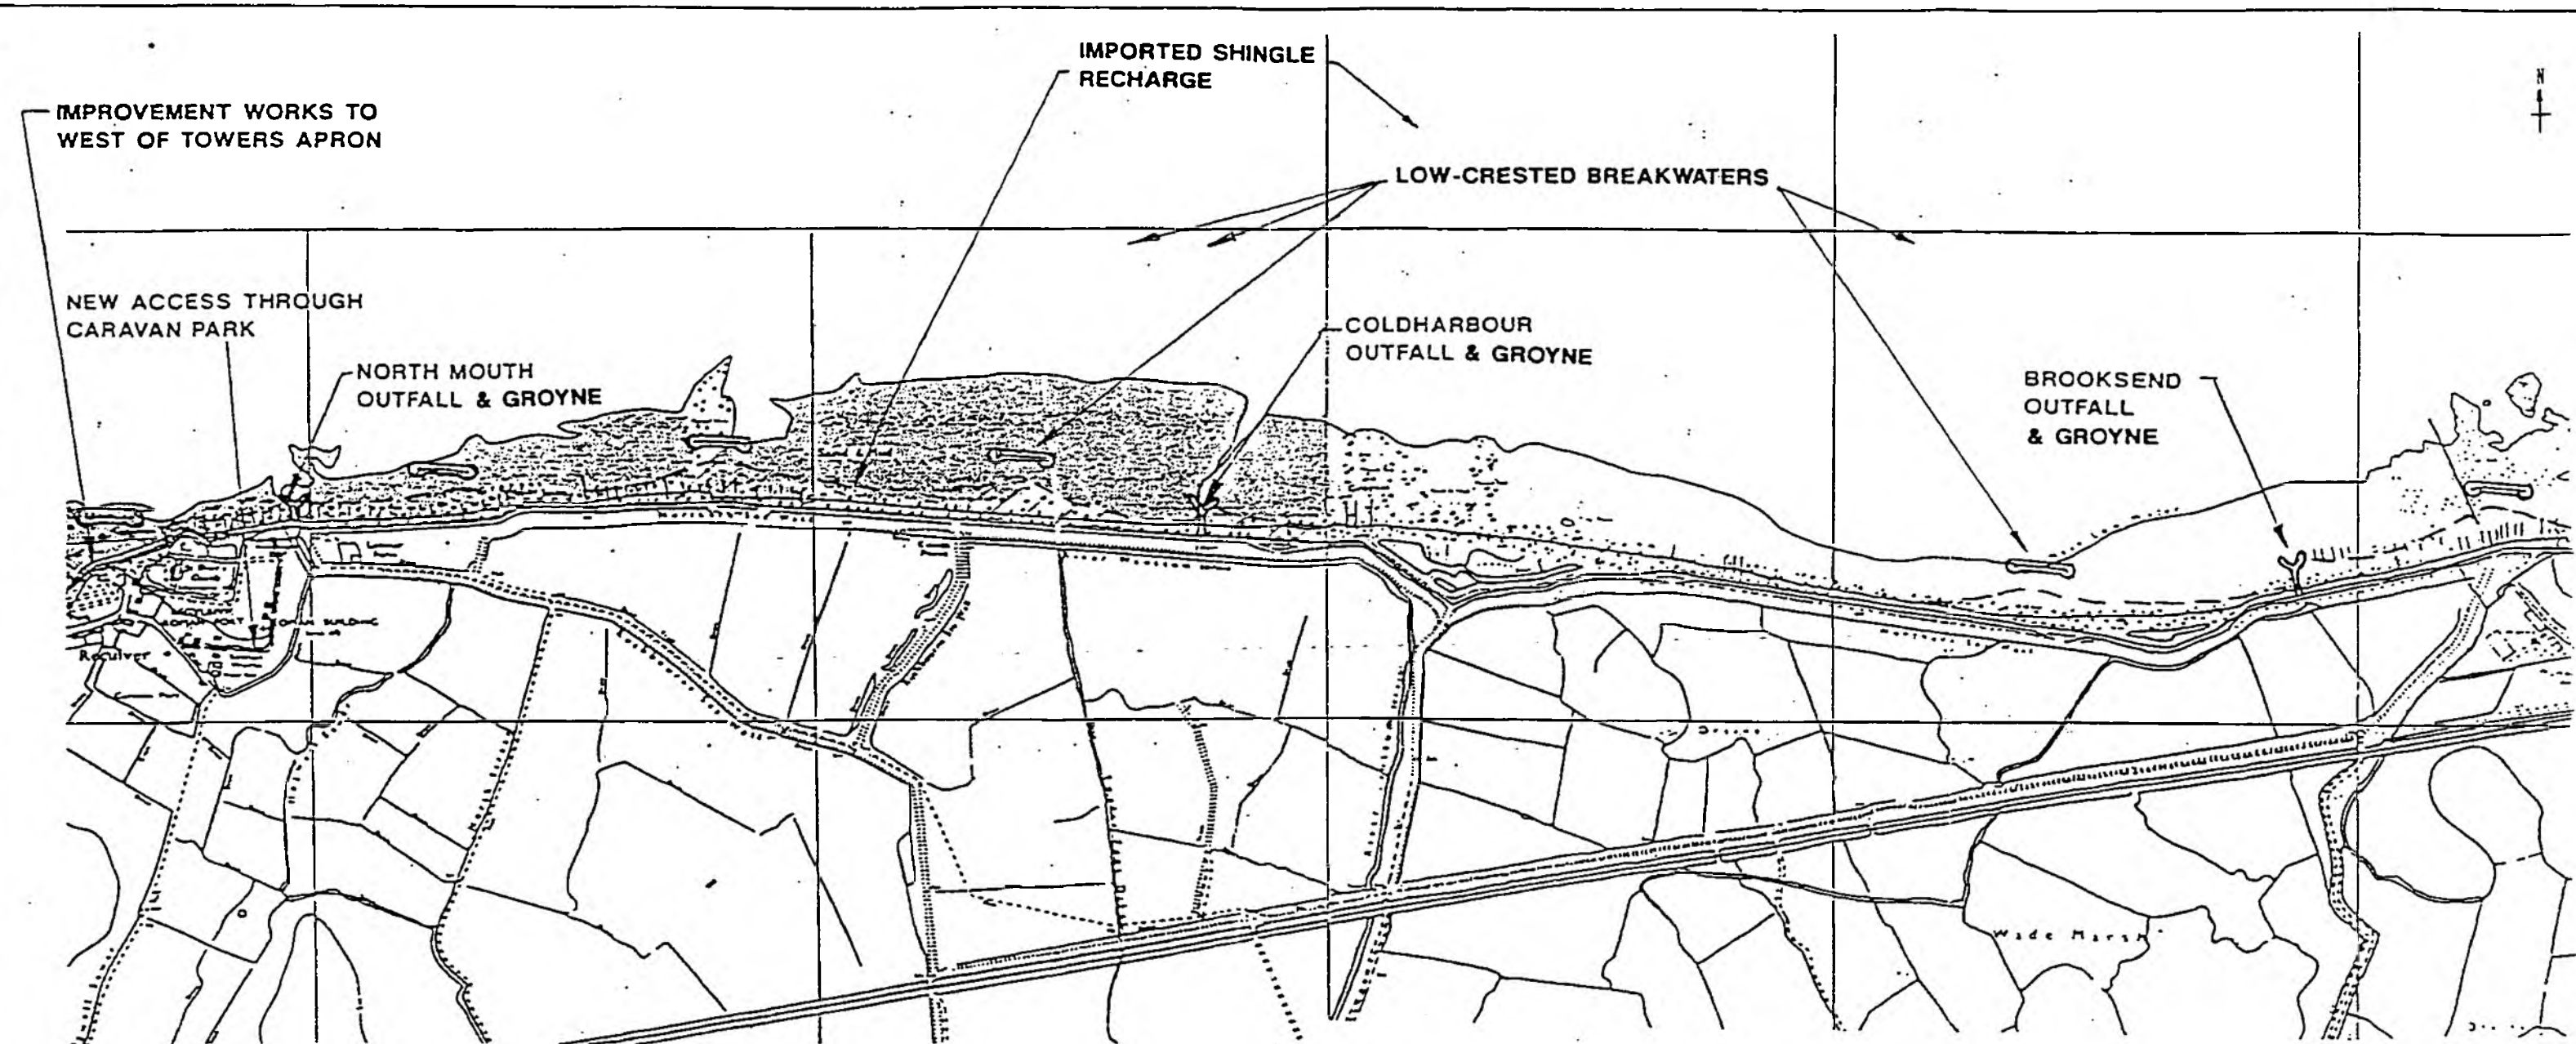 IMPORTED SHINGLE
RECHARGE
N
IMPROVEMENT WORKS TO
WEST OF TOWERS APRON
LOW-CRESTED BREAKWATERS
NEW ACCESS THROUGH
CARAVAN PARK
NORTH MOUTH
OUTFALL & GROYNE
COLDHARBOUR
OUTFALL & GROYNE
BROOKSEND
OUTFALL
& GROYNE
Reculver
Wade Marsh